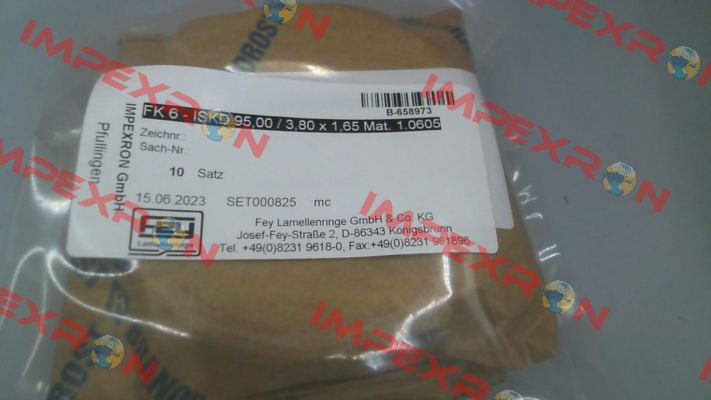 B-658973
FK 6 - ISKD 95,00 / 3,80 x 1,65 Mat. 1.0605
Zeichnr.:
Sach-Nr.:
10 Satz
15.06.2023 SET000825 mc
IMPEXRON GmbH
Pfullingen
Fey
Lamellenringe
Fey Lamellenringe GmbH & Co. KG
Josef-Fey-Straße 2, D-86343 Königsbrunn
Tel. +49(0)8231 9618-0, Fax:+49(0)8231 961896
IMPEXRON
IMPEXRON
IMPEXRON
IMPEXRON
IMPEXRON
IMPEXRON